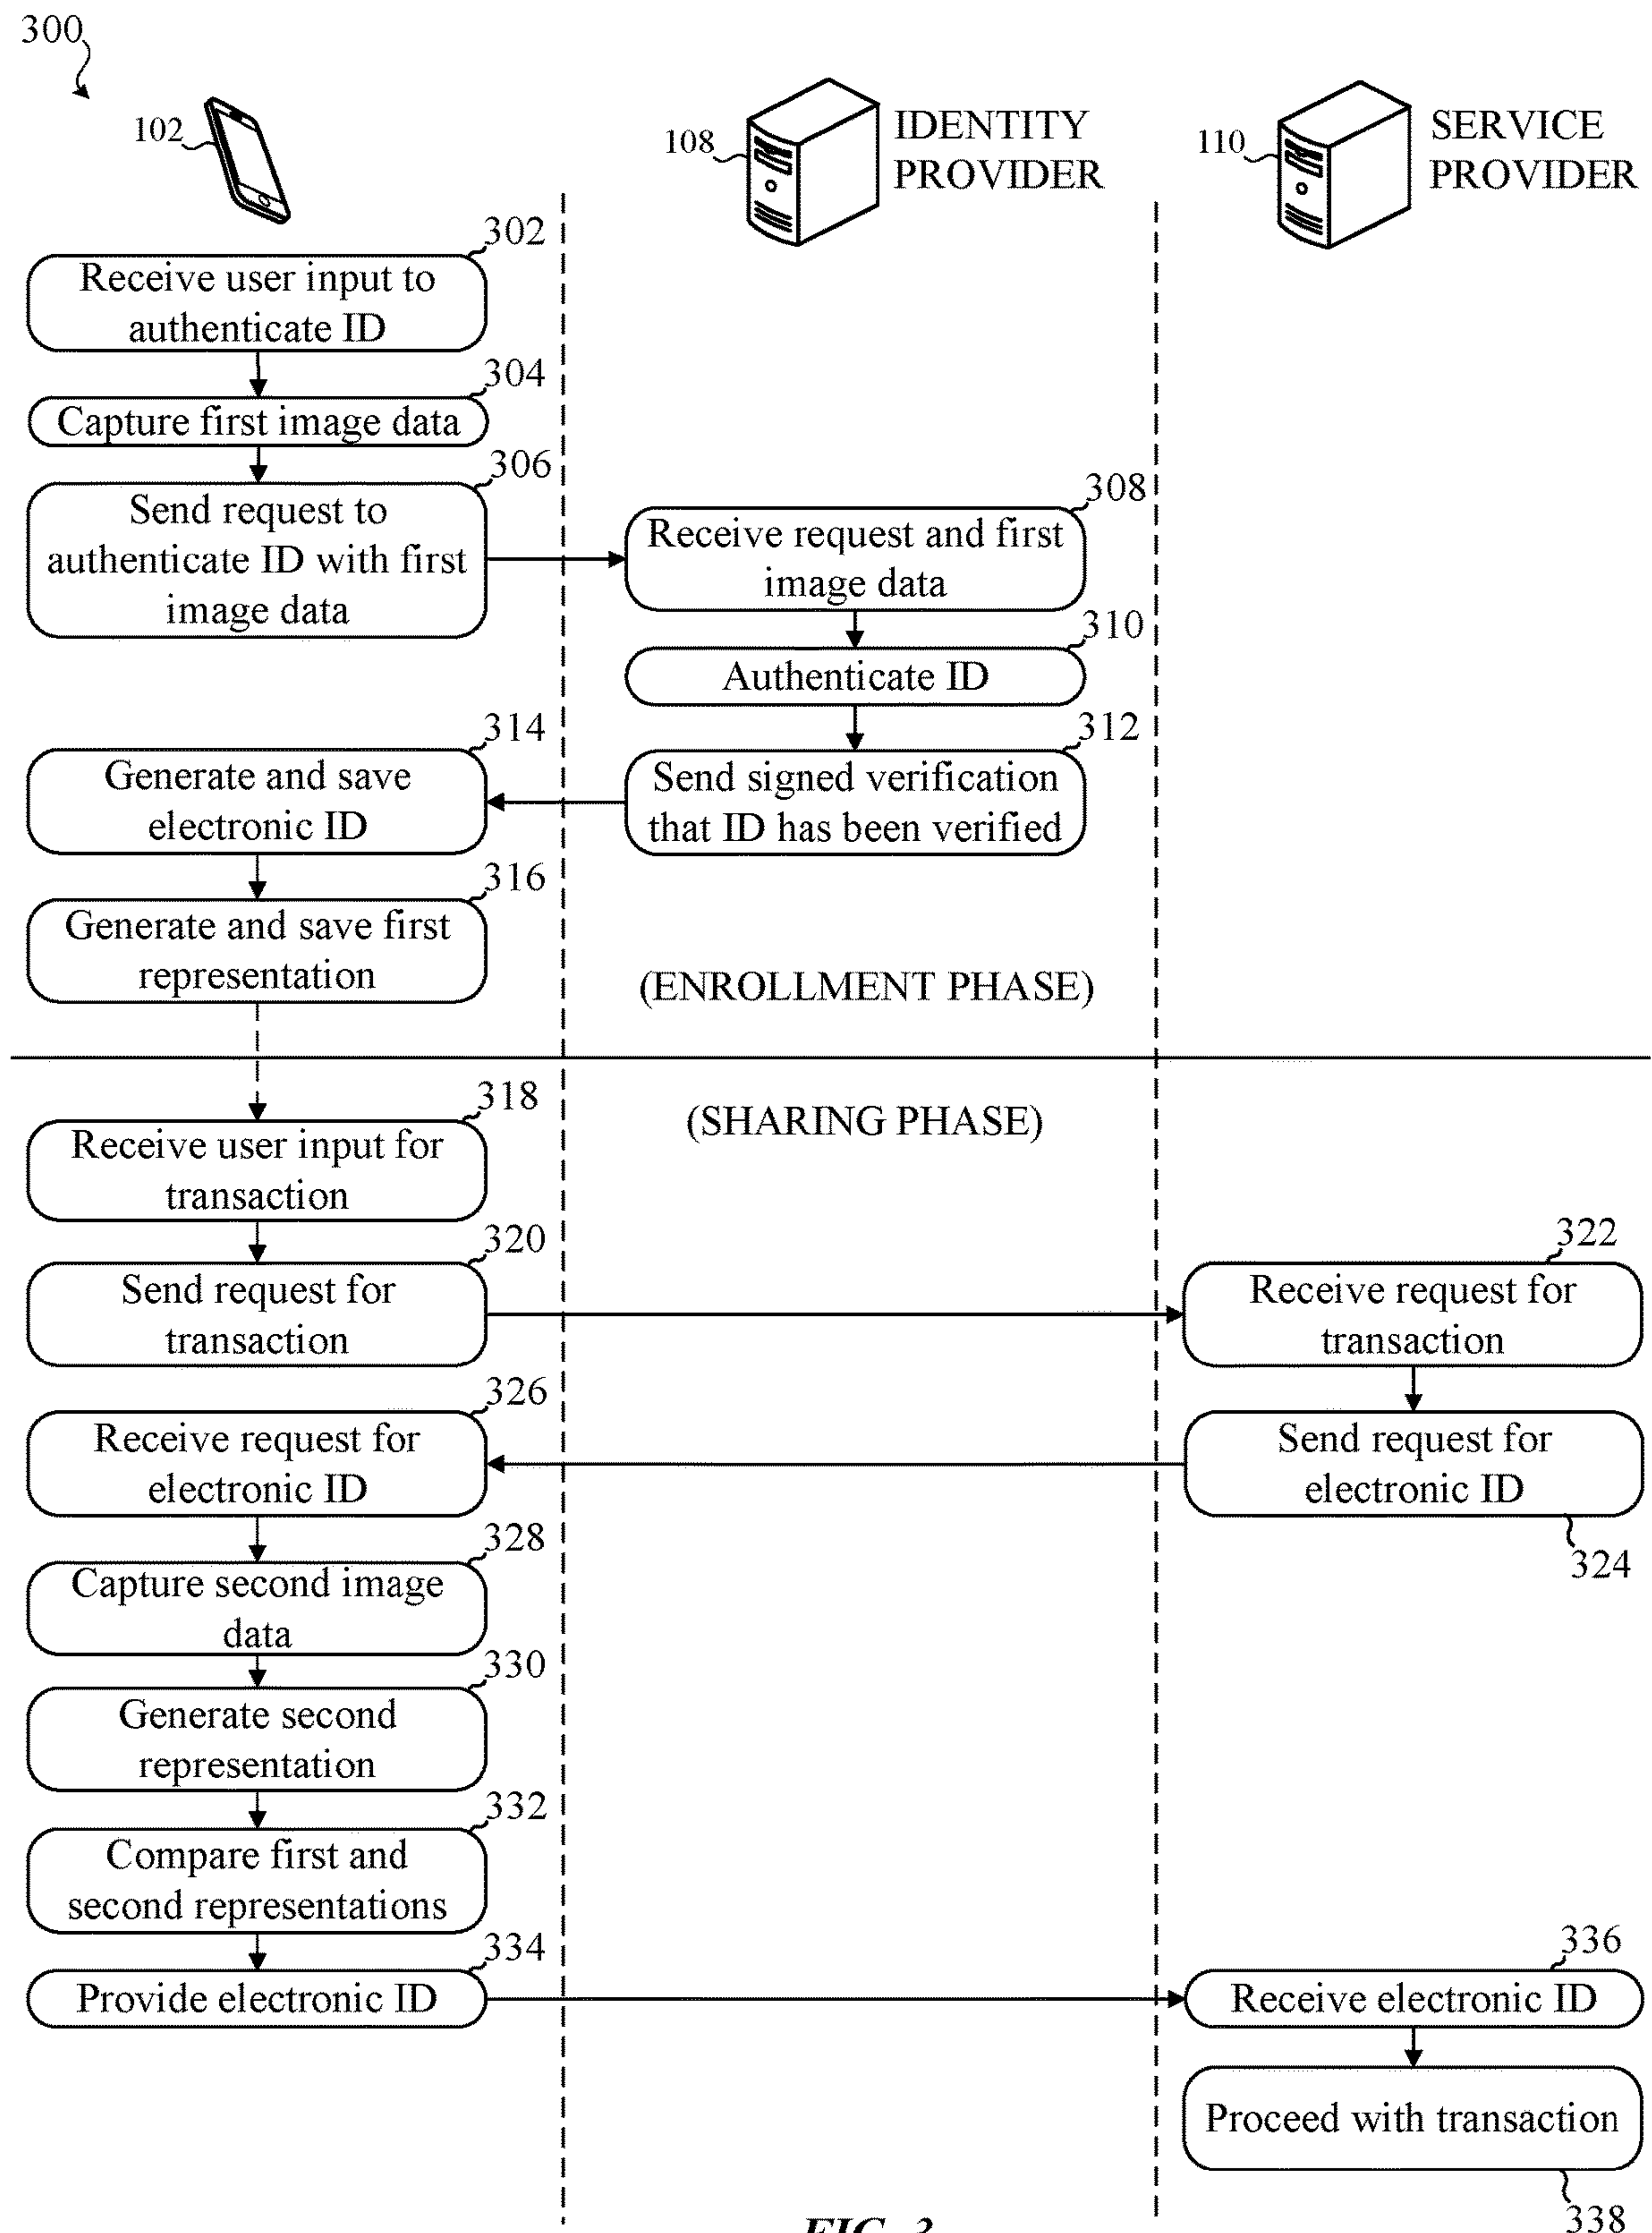 300
102
108
IDENTITY
PROVIDER
110
SERVICE
PROVIDER
302
Receive user input to
authenticate ID
304
Capture first image data
306
Send request to
authenticate ID with first
image data
308
Receive request and first
image data
310
Authenticate ID
312
Send signed verification
that ID has been verified
314
Generate and save
electronic ID
316
Generate and save first
representation
(ENROLLMENT PHASE)
(SHARING PHASE)
318
Receive user input for
transaction
320
Send request for
transaction
322
Receive request for
transaction
324
Send request for
electronic ID
326
Receive request for
electronic ID
328
Capture second image
data
330
Generate second
representation
332
Compare first and
second representations
334
Provide electronic ID
336
Receive electronic ID
Proceed with transaction
338
FIG. 3